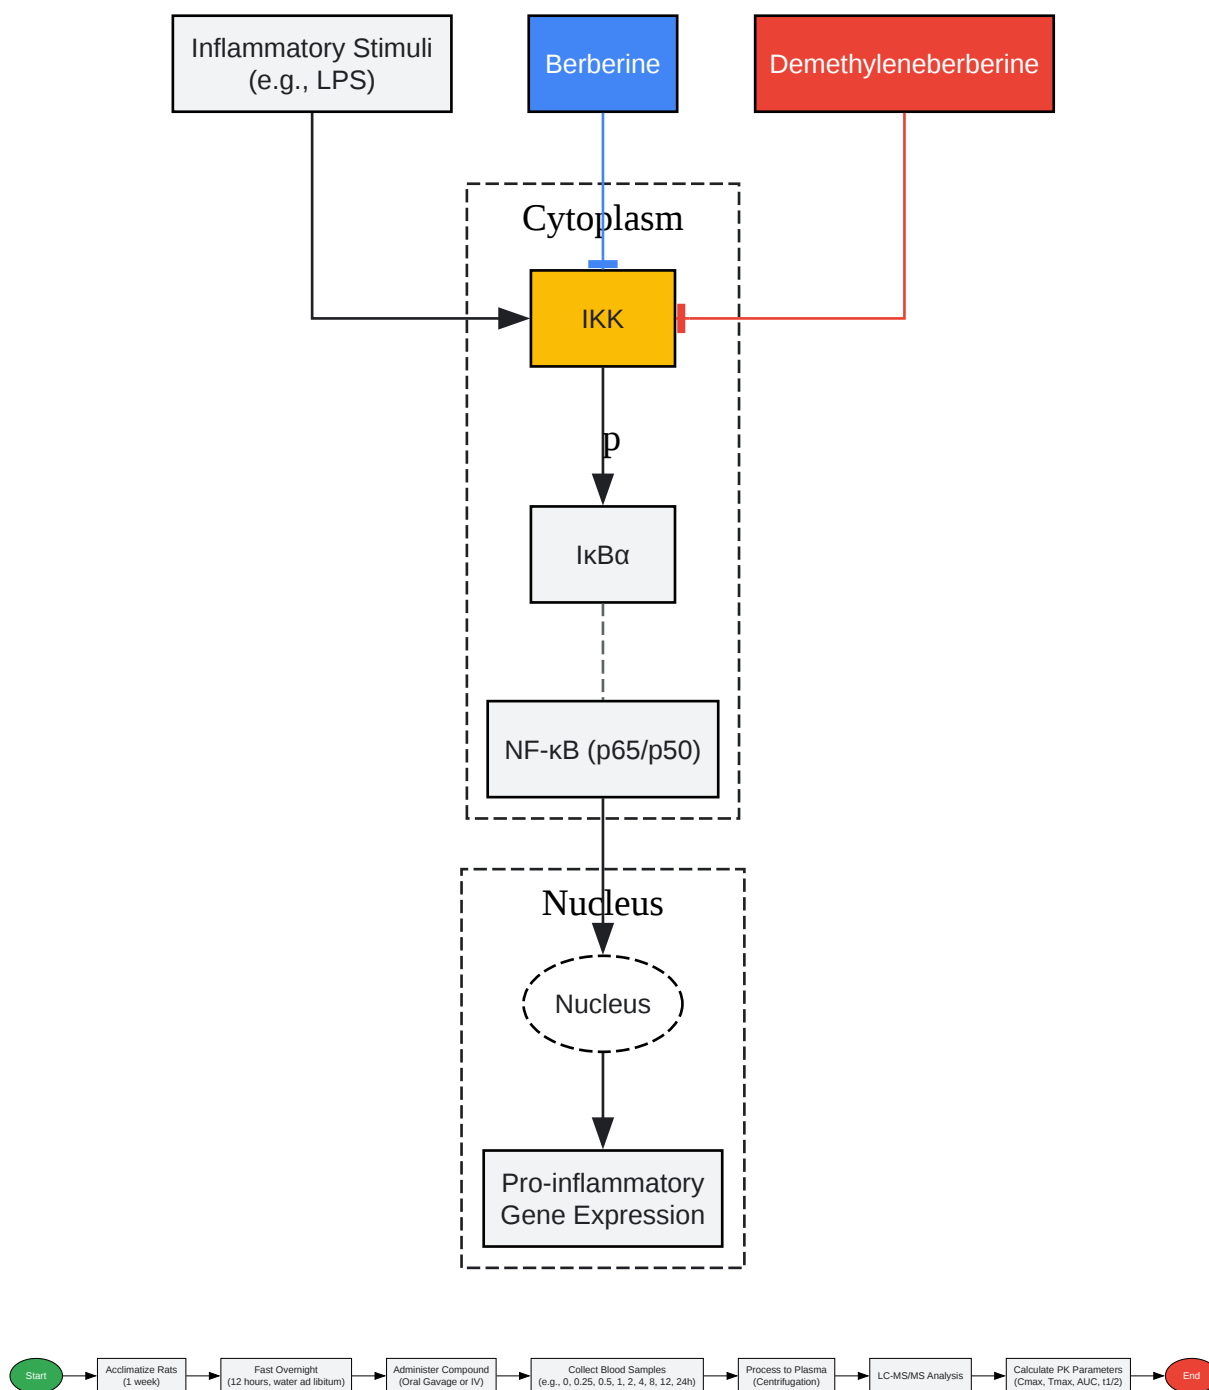 Inflammatory Stimuli
(e.g., LPS)
Berberine
Demethyleneberberine
Cytoplasm
IKK
p
IκBα
NF-κB (p65/p50)
Nucleus
Nucleus
Pro-inflammatory
Gene Expression
Start
Acclimatize Rats
(1 week)
Fast Overnight
(12 hours, water ad libitum)
Administer Compound
(Oral Gavage or IV)
Collect Blood Samples
(e.g., 0, 0.25, 0.5, 1, 2, 4, 8, 12, 24h)
Process to Plasma
(Centrifugation)
LC-MS/MS Analysis
Calculate PK Parameters
(Cmax, Tmax, AUC, t1/2)
End